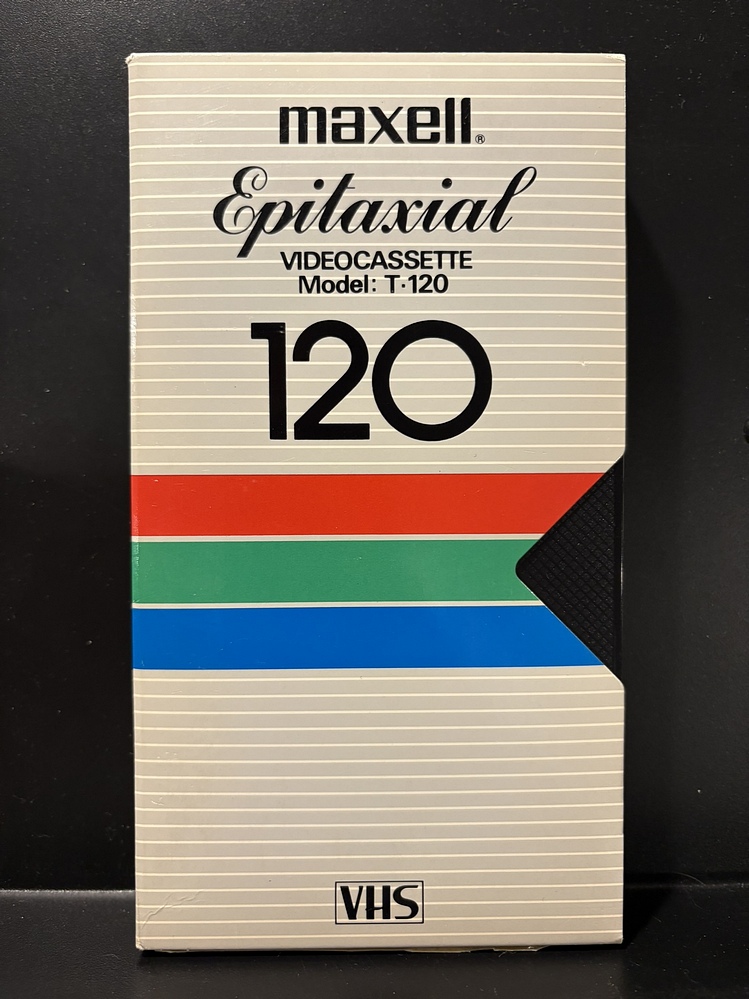 maxell®
Epitaxial
VIDEOCASSETTE
Model: T·120
120
VHS